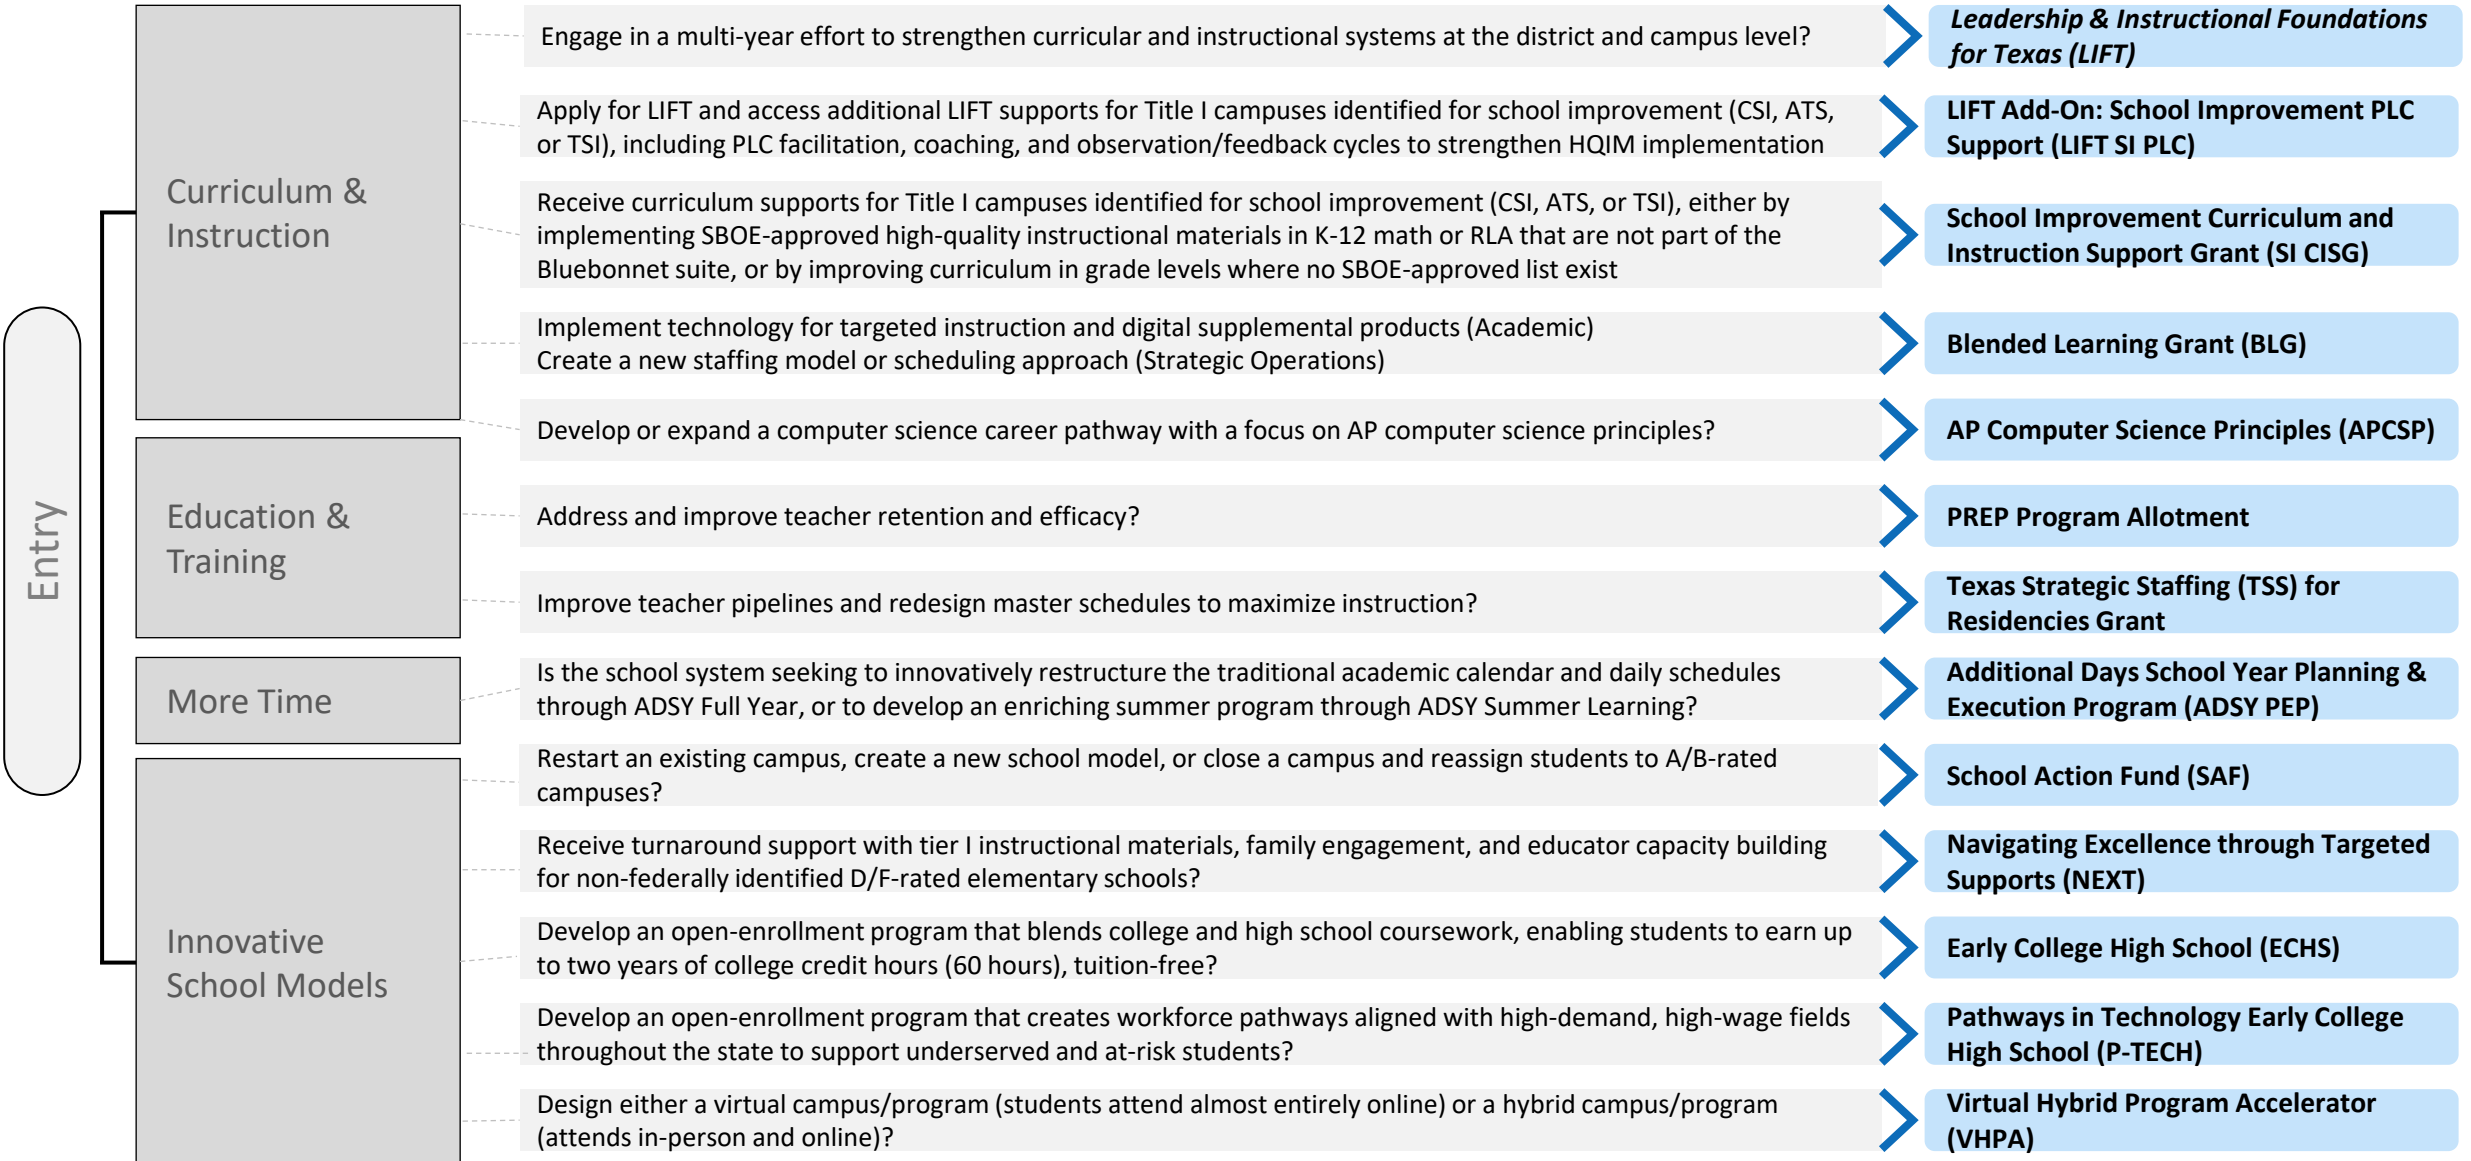 Entry
Curriculum &
Instruction
Engage in a multi-year effort to strengthen curricular and instructional systems at the district and campus level?
Leadership & Instructional Foundations
for Texas (LIFT)
Apply for LIFT and access additional LIFT supports for Title I campuses identified for school improvement (CSI, ATS,
or TSI), including PLC facilitation, coaching, and observation/feedback cycles to strengthen HQIM implementation
LIFT Add-On: School Improvement PLC
Support (LIFT SI PLC)
Receive curriculum supports for Title I campuses identified for school improvement (CSI, ATS, or TSI), either by
implementing SBOE-approved high-quality instructional materials in K-12 math or RLA that are not part of the
Bluebonnet suite, or by improving curriculum in grade levels where no SBOE-approved list exist
School Improvement Curriculum and
Instruction Support Grant (SI CISG)
Implement technology for targeted instruction and digital supplemental products (Academic)
Create a new staffing model or scheduling approach (Strategic Operations)
Blended Learning Grant (BLG)
Develop or expand a computer science career pathway with a focus on AP computer science principles?
AP Computer Science Principles (APCSP)
Education &
Training
Address and improve teacher retention and efficacy?
PREP Program Allotment
Improve teacher pipelines and redesign master schedules to maximize instruction?
Texas Strategic Staffing (TSS) for
Residencies Grant
More Time
Is the school system seeking to innovatively restructure the traditional academic calendar and daily schedules
through ADSY Full Year, or to develop an enriching summer program through ADSY Summer Learning?
Additional Days School Year Planning &
Execution Program (ADSY PEP)
Innovative
School Models
Restart an existing campus, create a new school model, or close a campus and reassign students to A/B-rated
campuses?
School Action Fund (SAF)
Receive turnaround support with tier I instructional materials, family engagement, and educator capacity building
for non-federally identified D/F-rated elementary schools?
Navigating Excellence through Targeted
Supports (NEXT)
Develop an open-enrollment program that blends college and high school coursework, enabling students to earn up
to two years of college credit hours (60 hours), tuition-free?
Early College High School (ECHS)
Develop an open-enrollment program that creates workforce pathways aligned with high-demand, high-wage fields
throughout the state to support underserved and at-risk students?
Pathways in Technology Early College
High School (P-TECH)
Design either a virtual campus/program (students attend almost entirely online) or a hybrid campus/program
(attends in-person and online)?
Virtual Hybrid Program Accelerator
(VHPA)